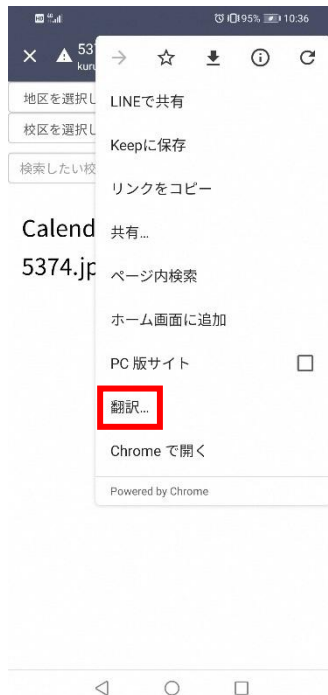 95% 10:36
53
kuru
地区を選択し
校区を選択し
検索したい校
Calend
5374.jp
LINEで共有
Keepに保存
リンクをコピー
共有...
ページ内検索
ホーム画面に追加
PC 版サイト
翻訳...
Chrome で開く
Powered by Chrome